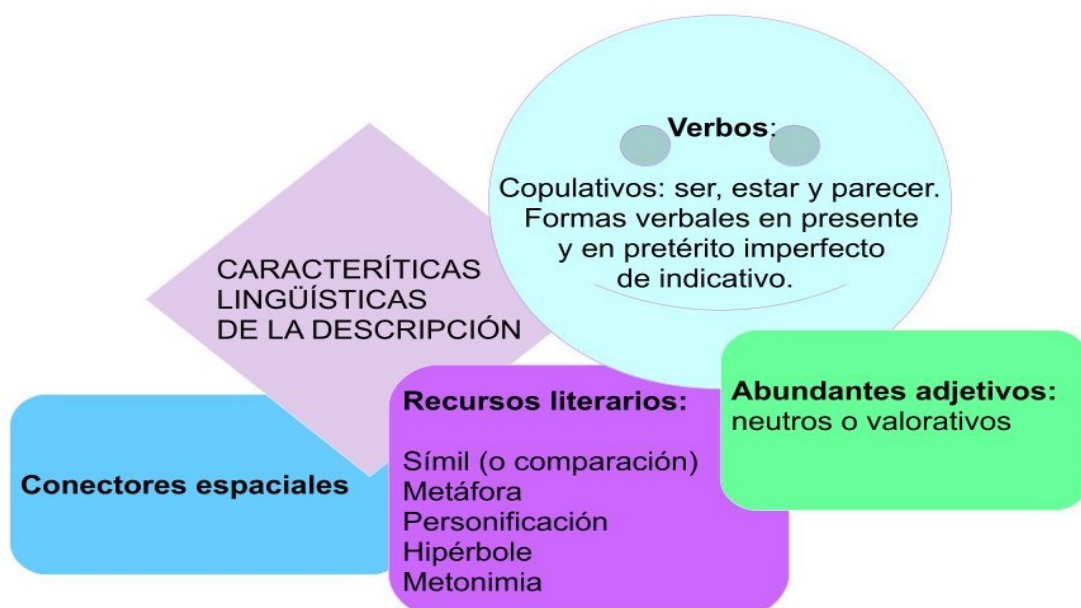 CARACTERÍTICAS
LINGÜÍSTICAS
DE LA DESCRIPCIÓN
Verbos:
Copulativos: ser, estar y parecer.
Formas verbales en presente
y en pretérito imperfecto
de indicativo.
Conectores espaciales
Recursos literarios:
Símil (o comparación)
Metáfora
Personificación
Hipérbole
Metonimia
Abundantes adjetivos:
neutros o valorativos